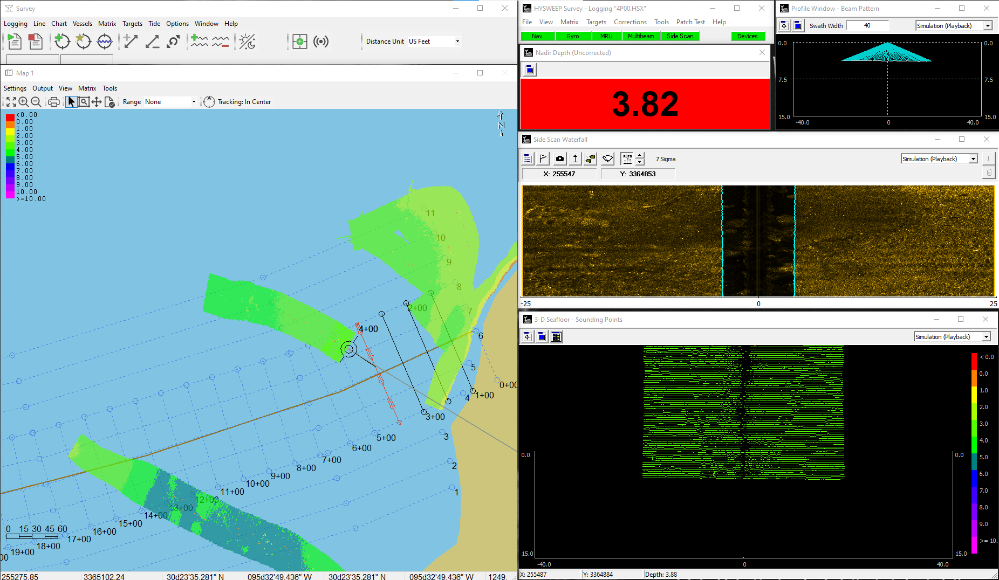 Survey
Logging Line Chart Vessels Matrix Targets Tide Options Window Help
Distance Unit US Feet
Map 1
Settings Output View Matrix Tools
Range None Tracking: In Center
<0.00
0.00
1.00
2.00
3.00
4.00
5.00
6.00
7.00
8.00
9.00
10.00
>=10.00
N
11
10
9
8
7
6
5
4
3
2
1
0+00
1+00
2+00
3+00
4+00
5+00
6+00
7+00
8+00
9+00
10+00
11+00
12+00
13+00
14+00
15+00
16+00
17+00
18+00
19+00
00
0 15 30 45 60
255275.85 3365102.24 30d23'35.281" N 095d32'49.436" W 30d23'35.281" N 095d32'49.436" W 1249.
HYSWEEP Survey - Logging "4P00.HSX"
File View Matrix Targets Corrections Tools Patch Test Help
Nav Gyro MRU Multibeam Side Scan Devices
Nadir Depth (Uncorrected)
3.82
Profile Window - Beam Pattern
Swath Width 40 Simulation (Playback)
0.0 0.0
7.5 7.5
15.0 15.0
-40.0 0 40.0
Side Scan Waterfall
AUTO 7 Sigma Simulation (Playback) 1
X: 255547 Y: 3364853
-25 0 25
3-D Seafloor - Sounding Points
Simulation (Playback)
< 0.0
0.0
1.0
2.0
3.0
4.0
5.0
6.0
7.0
8.0
9.0
>= 10.
0.0 0.0
15.0 15.0
-40.0 0 40.0
X: 255487 Y: 3364884 Depth: 3.88